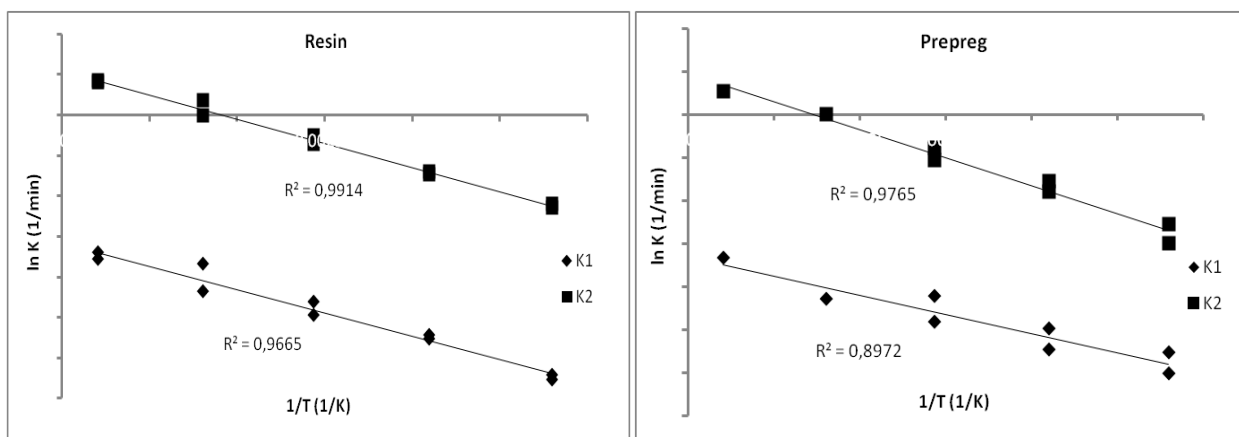 Resin
ln K (1/min)
R² = 0,9914
R² = 0,9665
K1
K2
1/T (1/K)
Prepreg
ln K (1/min)
R² = 0,9765
R² = 0,8972
K1
K2
1/T (1/K)